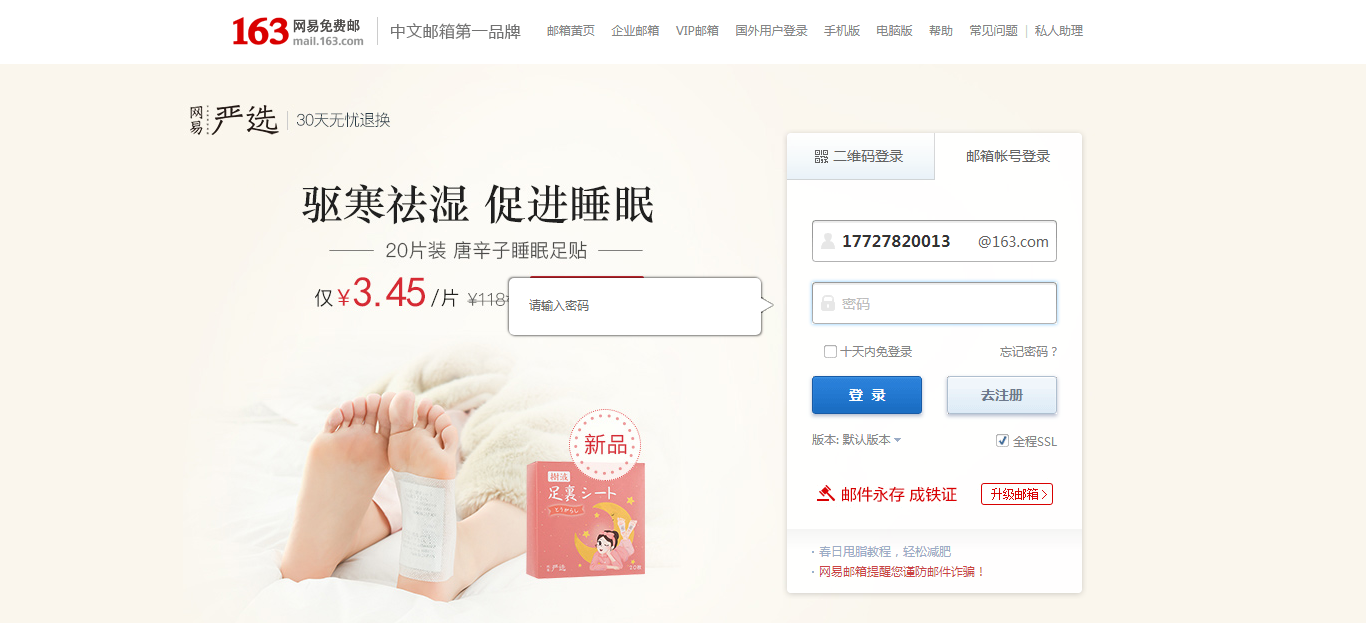 163 网易免费邮
mail.163.com
中文邮箱第一品牌
邮箱黄页 企业邮箱 VIP邮箱 国外用户登录 手机版 电脑版 帮助 常见问题 | 私人助理
网易严选 30天无忧退换
驱寒祛湿 促进睡眠
20片装 唐辛子睡眠足贴
仅¥3.45/片 ¥118
请输入密码
新品
樹液
足裏シート
とうがらし
严选
二维码登录 邮箱帐号登录
17727820013 @163.com
密码
十天内免登录 忘记密码?
登 录 去注册
版本: 默认版本 全程SSL
邮件永存 成铁证 升级邮箱
· 春日甩脂教程，轻松减肥
· 网易邮箱提醒您谨防邮件诈骗！